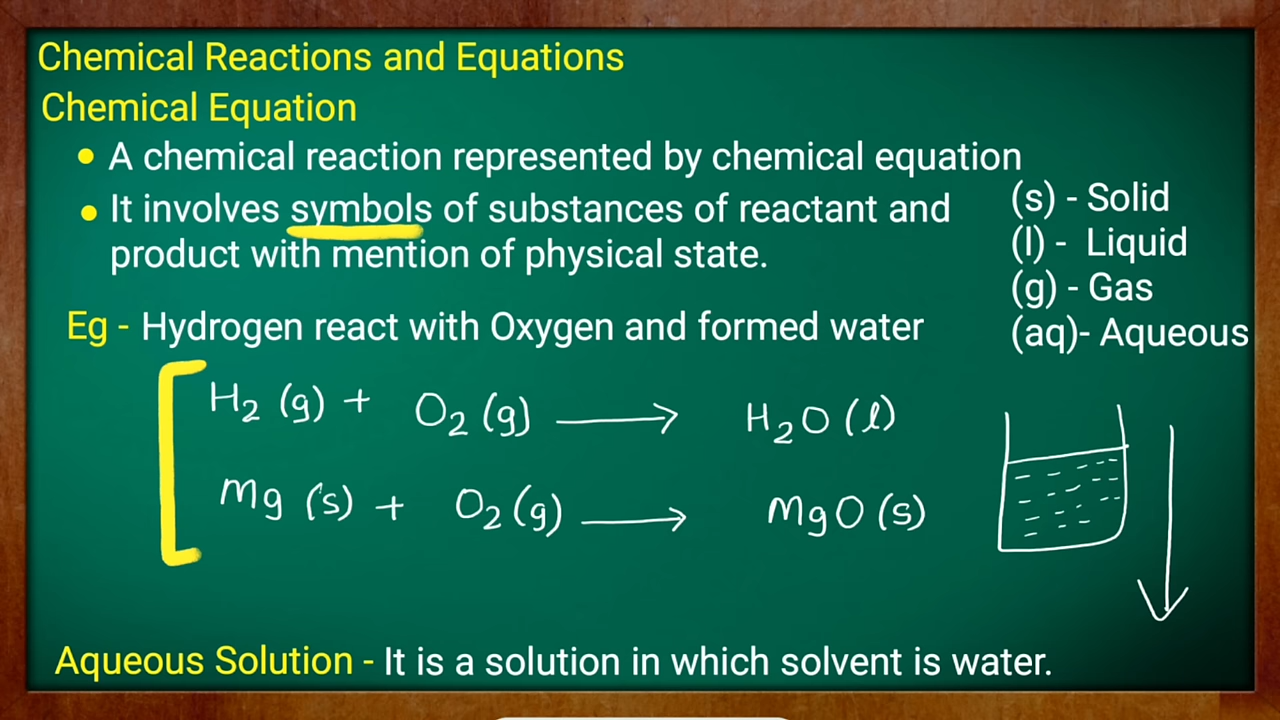 Chemical Reactions and Equations
Chemical Equation
• A chemical reaction represented by chemical equation
• It involves symbols of substances of reactant and
product with mention of physical state.
(s) - Solid
(l) - Liquid
(g) - Gas
(aq)- Aqueous
Eg - Hydrogen react with Oxygen and formed water
H₂ (g) + O₂ (g) ⟶ H₂O (l)
Mg (s) + O₂ (g) ⟶ MgO (s)
Aqueous Solution - It is a solution in which solvent is water.